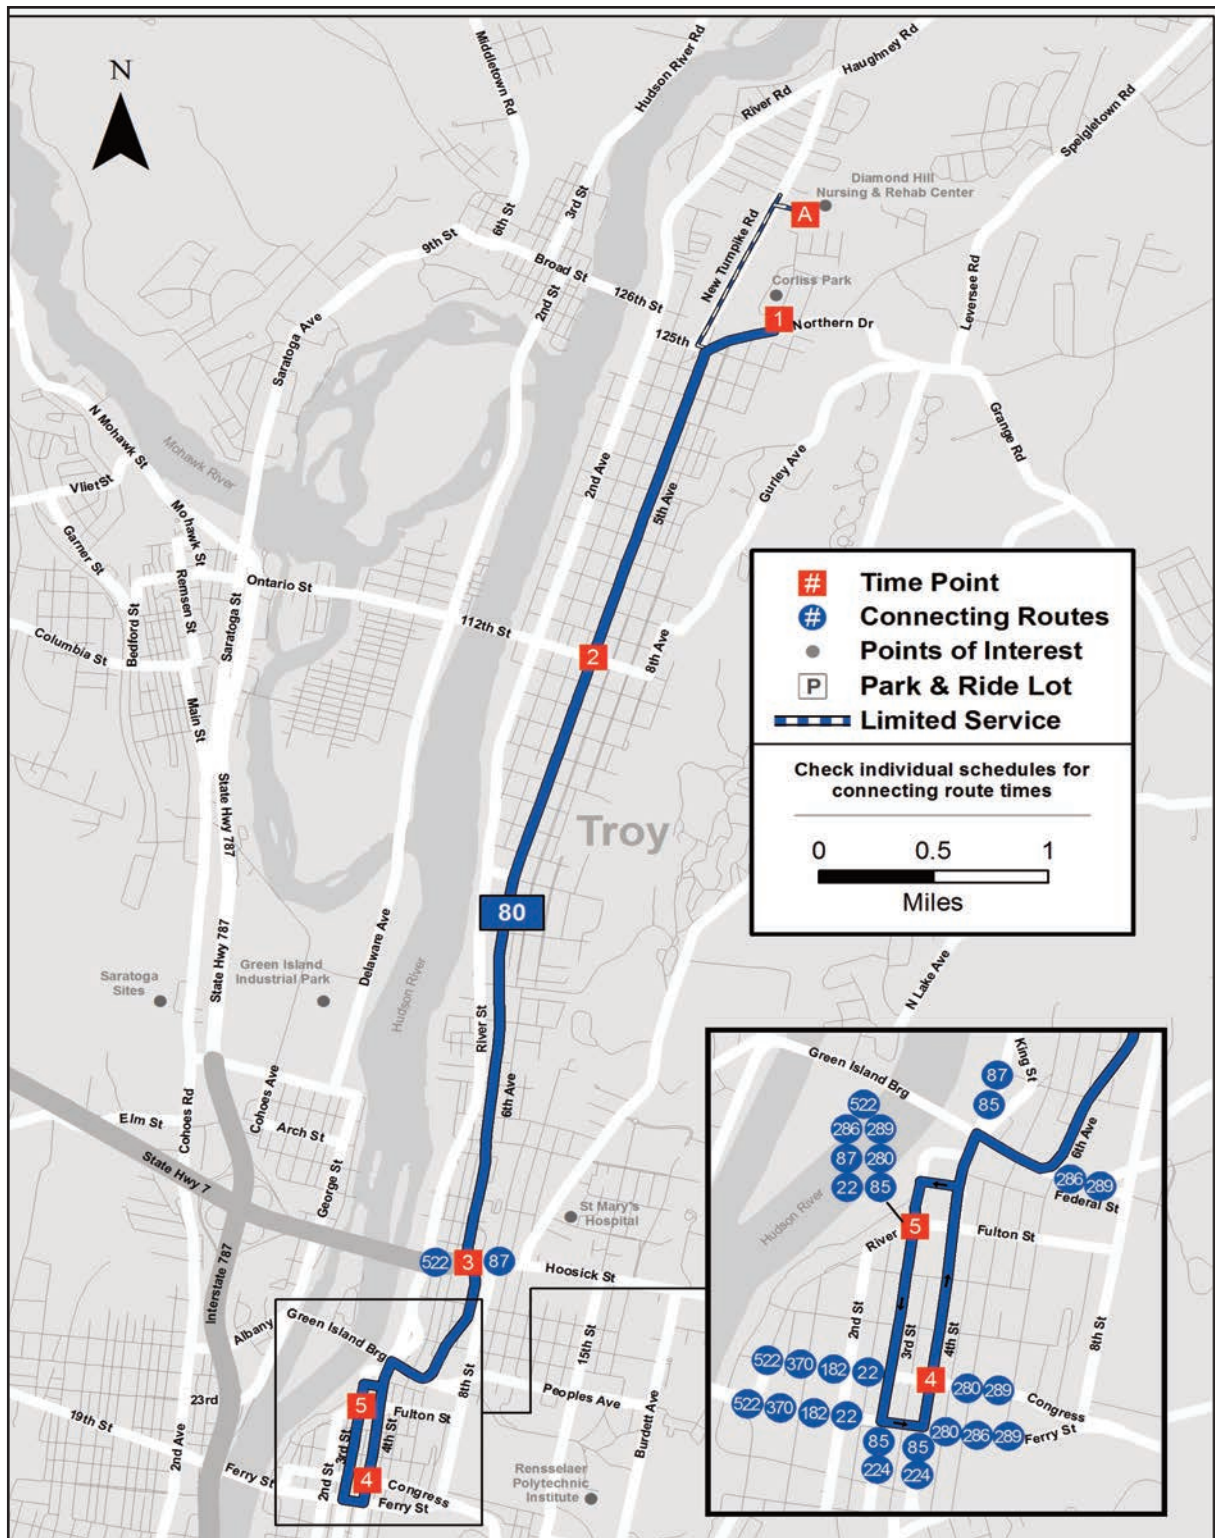 N
Middletown Rd
Hudson River Rd
Haughney Rd
River Rd
Speigletown Rd
Diamond Hill
Nursing & Rehab Center
A
3rd St
6th St
9th St
Broad St
New Turnpike Rd
126th St
Corliss Park
2nd St
1
Northern Dr
125th
Leversee Rd
Saratoga Ave
N Mohawk St
Mohawk River
Grange Rd
2nd Ave
Gurley Ave
5th Ave
Vliet St
Mohawk St
Garner St
Remsen St
Ontario St
Saratoga St
Bedford St
Columbia St
112th St
8th Ave
2
Main St
State Hwy 787
# Time Point
# Connecting Routes
Points of Interest
P Park & Ride Lot
Limited Service
Check individual schedules for
connecting route times
0 0.5 1
Miles
Troy
80
State Hwy 787
Delaware Ave
Green Island
Industrial Park
Saratoga
Sites
Hudson River
River St
N Lake Ave
6th Ave
Cohoes Rd
Cohoes Ave
Elm St
Arch St
State Hwy 7
George St
St Mary's
Hospital
Interstate 787
522 3 87
Hoosick St
Albany
Green Island Brg
15th St
8th St
Peoples Ave
Burdett Ave
23rd
19th St
2nd Ave
5
Fulton St
3rd St
4th St
Ferry St
2nd St
4
Congress
Ferry St
Rensselaer
Polytechnic
Institute
Green Island Brg
King St
87
85
522
286 289
87 280
22 85
6th Ave
286 289
Federal St
Hudson River
River
5
Fulton St
2nd St
3rd St
4th St
8th St
522 370 182 22
4
280 289
Congress
522 370 182 22
280 286 289
Ferry St
85 85
224 224